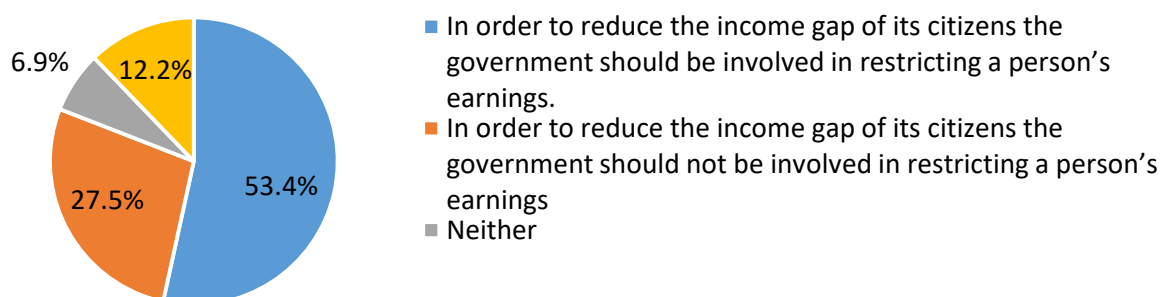 In order to reduce the income gap of its citizens the
government should be involved in restricting a person’s
earnings.
In order to reduce the income gap of its citizens the
government should not be involved in restricting a person’s
earnings
Neither
6.9%
12.2%
27.5%
53.4%